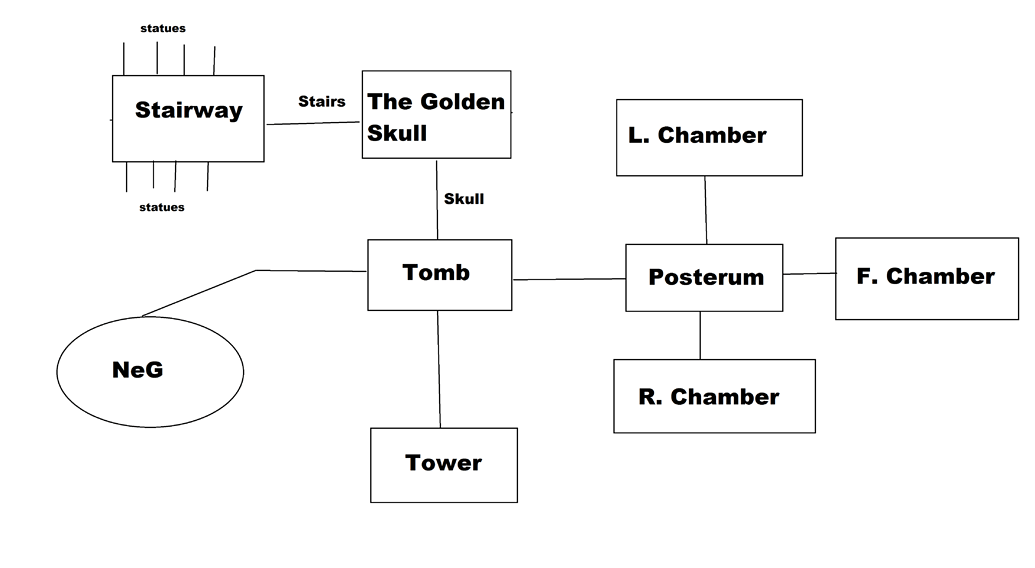 statues
Stairway
statues
Stairs
The Golden
Skull
Skull
L. Chamber
Tomb
Posterum
F. Chamber
NeG
R. Chamber
Tower